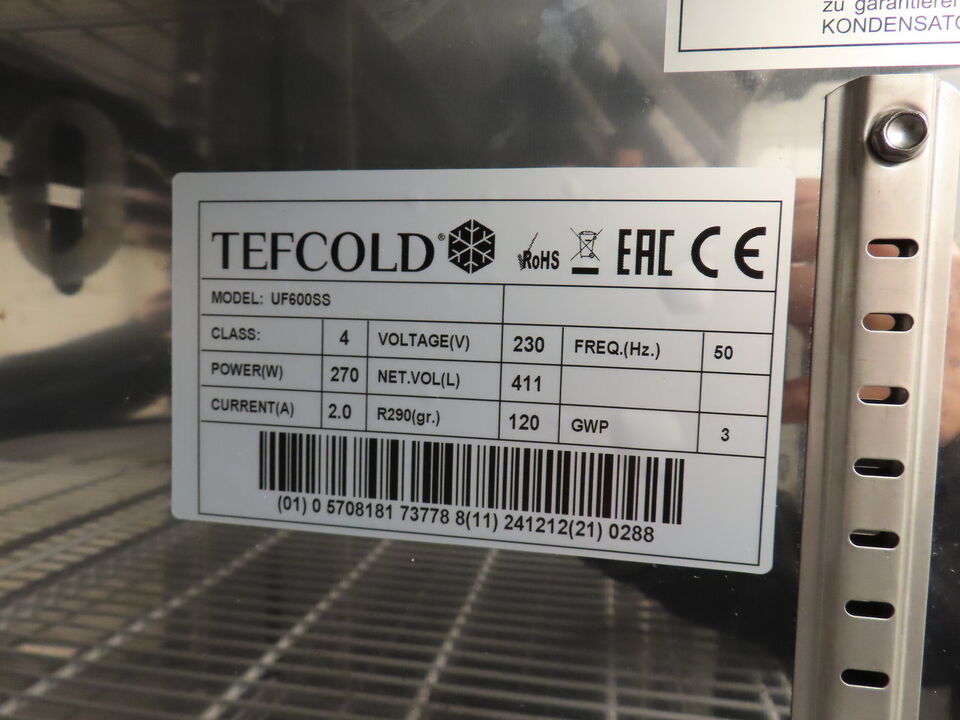 zu garantieren
KONDENSATO
TEFCOLD® RoHS EAC CE
MODEL: UF600SS
CLASS: 4 VOLTAGE(V) 230 FREQ.(Hz.) 50
POWER(W) 270 NET.VOL(L) 411
CURRENT(A) 2.0 R290(gr.) 120 GWP 3
(01) 0 5708181 73778 8(11) 241212(21) 0288